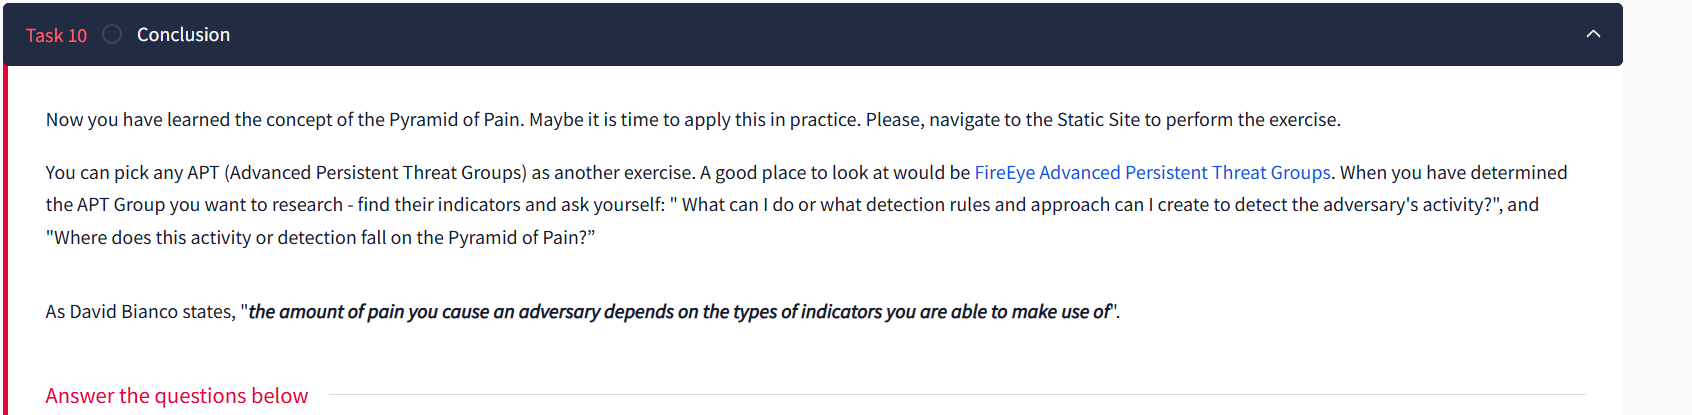 Task 10 Conclusion
Now you have learned the concept of the Pyramid of Pain. Maybe it is time to apply this in practice. Please, navigate to the Static Site to perform the exercise.
You can pick any APT (Advanced Persistent Threat Groups) as another exercise. A good place to look at would be FireEye Advanced Persistent Threat Groups. When you have determined
the APT Group you want to research - find their indicators and ask yourself: " What can I do or what detection rules and approach can I create to detect the adversary's activity?", and
"Where does this activity or detection fall on the Pyramid of Pain?”
As David Bianco states, "the amount of pain you cause an adversary depends on the types of indicators you are able to make use of".
Answer the questions below